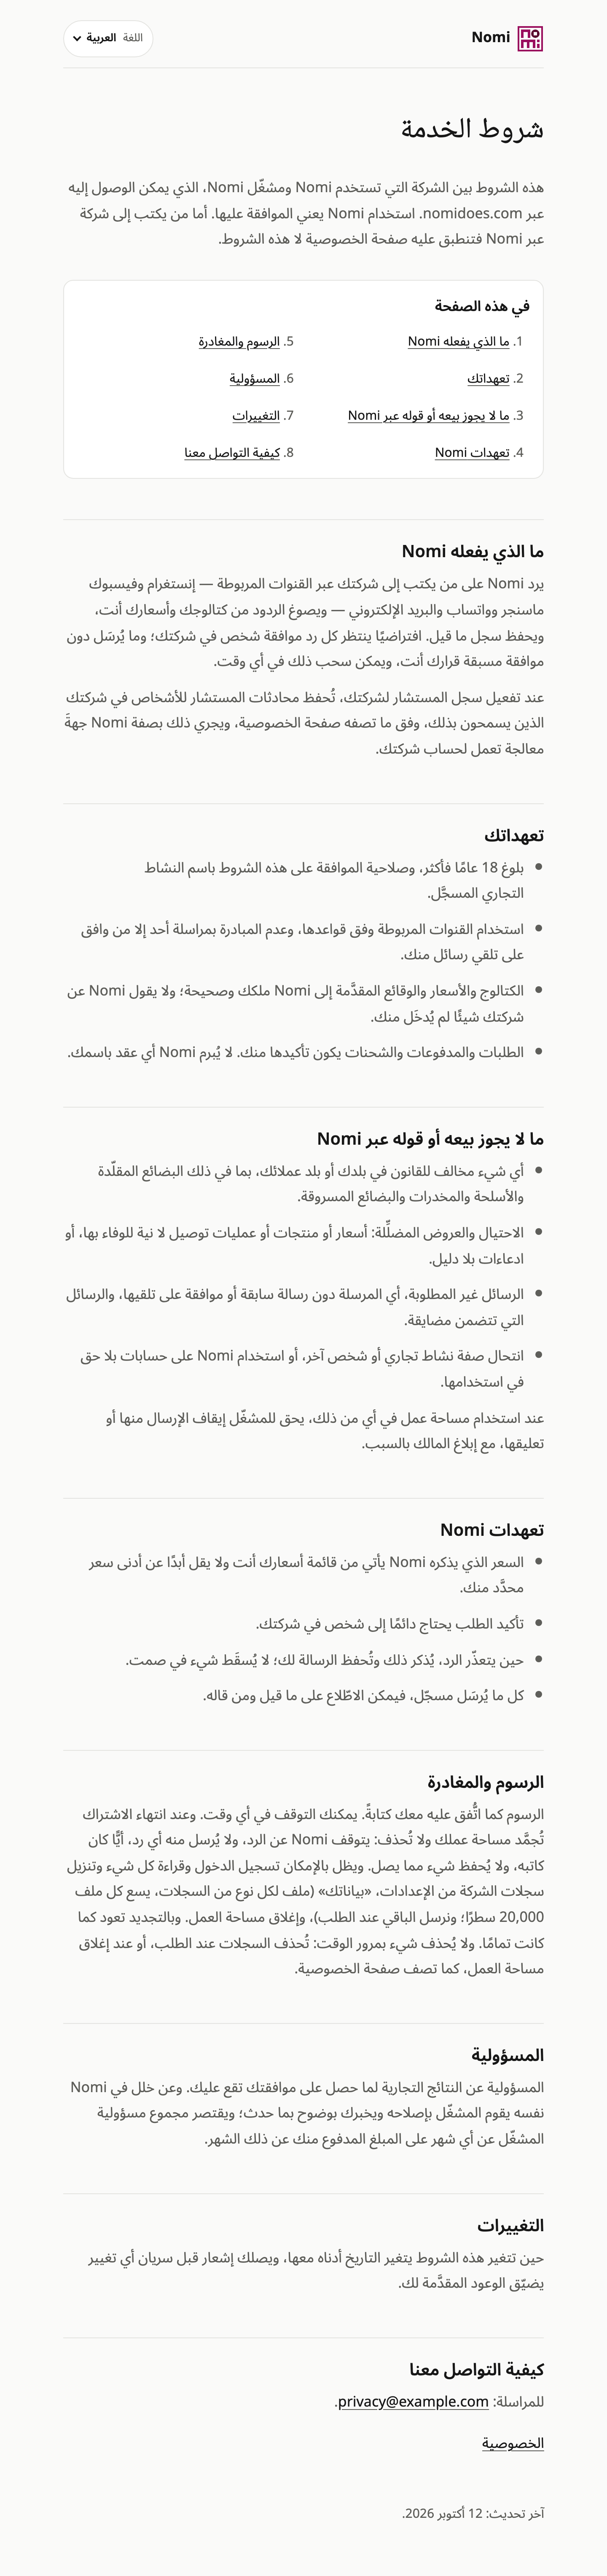 Nomi
اللغة العربية
شروط الخدمة
هذه الشروط بين الشركة التي تستخدم Nomi ومشغّل Nomi، الذي يمكن الوصول إليه
عبر nomidoes.com. استخدام Nomi يعني الموافقة عليها. أما من يكتب إلى شركة
عبر Nomi فتنطبق عليه صفحة الخصوصية لا هذه الشروط.
في هذه الصفحة
1. ما الذي يفعله Nomi
2. تعهداتك
3. ما لا يجوز بيعه أو قوله عبر Nomi
4. تعهدات Nomi
5. الرسوم والمغادرة
6. المسؤولية
7. التغييرات
8. كيفية التواصل معنا
ما الذي يفعله Nomi
يرد Nomi على من يكتب إلى شركتك عبر القنوات المربوطة — إنستغرام وفيسبوك
ماسنجر وواتساب والبريد الإلكتروني — ويصوغ الردود من كتالوجك وأسعارك أنت،
ويحفظ سجل ما قيل. افتراضيًا ينتظر كل رد موافقة شخص في شركتك؛ وما يُرسَل دون
موافقة مسبقة قرارك أنت، ويمكن سحب ذلك في أي وقت.
عند تفعيل سجل المستشار لشركتك، تُحفظ محادثات المستشار للأشخاص في شركتك
الذين يسمحون بذلك، وفق ما تصفه صفحة الخصوصية، ويجري ذلك بصفة Nomi جهةَ
معالجة تعمل لحساب شركتك.
تعهداتك
بلوغ 18 عامًا فأكثر، وصلاحية الموافقة على هذه الشروط باسم النشاط
التجاري المسجَّل.
استخدام القنوات المربوطة وفق قواعدها، وعدم المبادرة بمراسلة أحد إلا من وافق
على تلقي رسائل منك.
الكتالوج والأسعار والوقائع المقدَّمة إلى Nomi ملكك وصحيحة؛ ولا يقول Nomi عن
شركتك شيئًا لم يُدخَل منك.
الطلبات والمدفوعات والشحنات يكون تأكيدها منك. لا يُبرم Nomi أي عقد باسمك.
ما لا يجوز بيعه أو قوله عبر Nomi
أي شيء مخالف للقانون في بلدك أو بلد عملائك، بما في ذلك البضائع المقلّدة
والأسلحة والمخدرات والبضائع المسروقة.
الاحتيال والعروض المضلِّلة: أسعار أو منتجات أو عمليات توصيل لا نية للوفاء بها، أو
ادعاءات بلا دليل.
الرسائل غير المطلوبة، أي المرسلة دون رسالة سابقة أو موافقة على تلقيها، والرسائل
التي تتضمن مضايقة.
انتحال صفة نشاط تجاري أو شخص آخر، أو استخدام Nomi على حسابات بلا حق
في استخدامها.
عند استخدام مساحة عمل في أي من ذلك، يحق للمشغّل إيقاف الإرسال منها أو
تعليقها، مع إبلاغ المالك بالسبب.
تعهدات Nomi
السعر الذي يذكره Nomi يأتي من قائمة أسعارك أنت ولا يقل أبدًا عن أدنى سعر
محدَّد منك.
تأكيد الطلب يحتاج دائمًا إلى شخص في شركتك.
حين يتعذّر الرد، يُذكر ذلك وتُحفظ الرسالة لك؛ لا يُسقَط شيء في صمت.
كل ما يُرسَل مسجّل، فيمكن الاطّلاع على ما قيل ومن قاله.
الرسوم والمغادرة
الرسوم كما اتُّفق عليه معك كتابةً. يمكنك التوقف في أي وقت. وعند انتهاء الاشتراك
تُجمَّد مساحة عملك ولا تُحذف: يتوقف Nomi عن الرد، ولا يُرسل منه أي رد، أيًّا كان
كاتبه، ولا يُحفظ شيء مما يصل. ويظل بالإمكان تسجيل الدخول وقراءة كل شيء وتنزيل
سجلات الشركة من الإعدادات، «بياناتك» (ملف لكل نوع من السجلات، يسع كل ملف
20,000 سطرًا؛ ونرسل الباقي عند الطلب)، وإغلاق مساحة العمل. وبالتجديد تعود كما
كانت تمامًا. ولا يُحذف شيء بمرور الوقت: تُحذف السجلات عند الطلب، أو عند إغلاق
مساحة العمل، كما تصف صفحة الخصوصية.
المسؤولية
المسؤولية عن النتائج التجارية لما حصل على موافقتك تقع عليك. وعن خلل في Nomi
نفسه يقوم المشغّل بإصلاحه ويخبرك بوضوح بما حدث؛ ويقتصر مجموع مسؤولية
المشغّل عن أي شهر على المبلغ المدفوع منك عن ذلك الشهر.
التغييرات
حين تتغير هذه الشروط يتغير التاريخ أدناه معها، ويصلك إشعار قبل سريان أي تغيير
يضيّق الوعود المقدَّمة لك.
كيفية التواصل معنا
للمراسلة: privacy@example.com.
الخصوصية
آخر تحديث: 12 أكتوبر 2026.